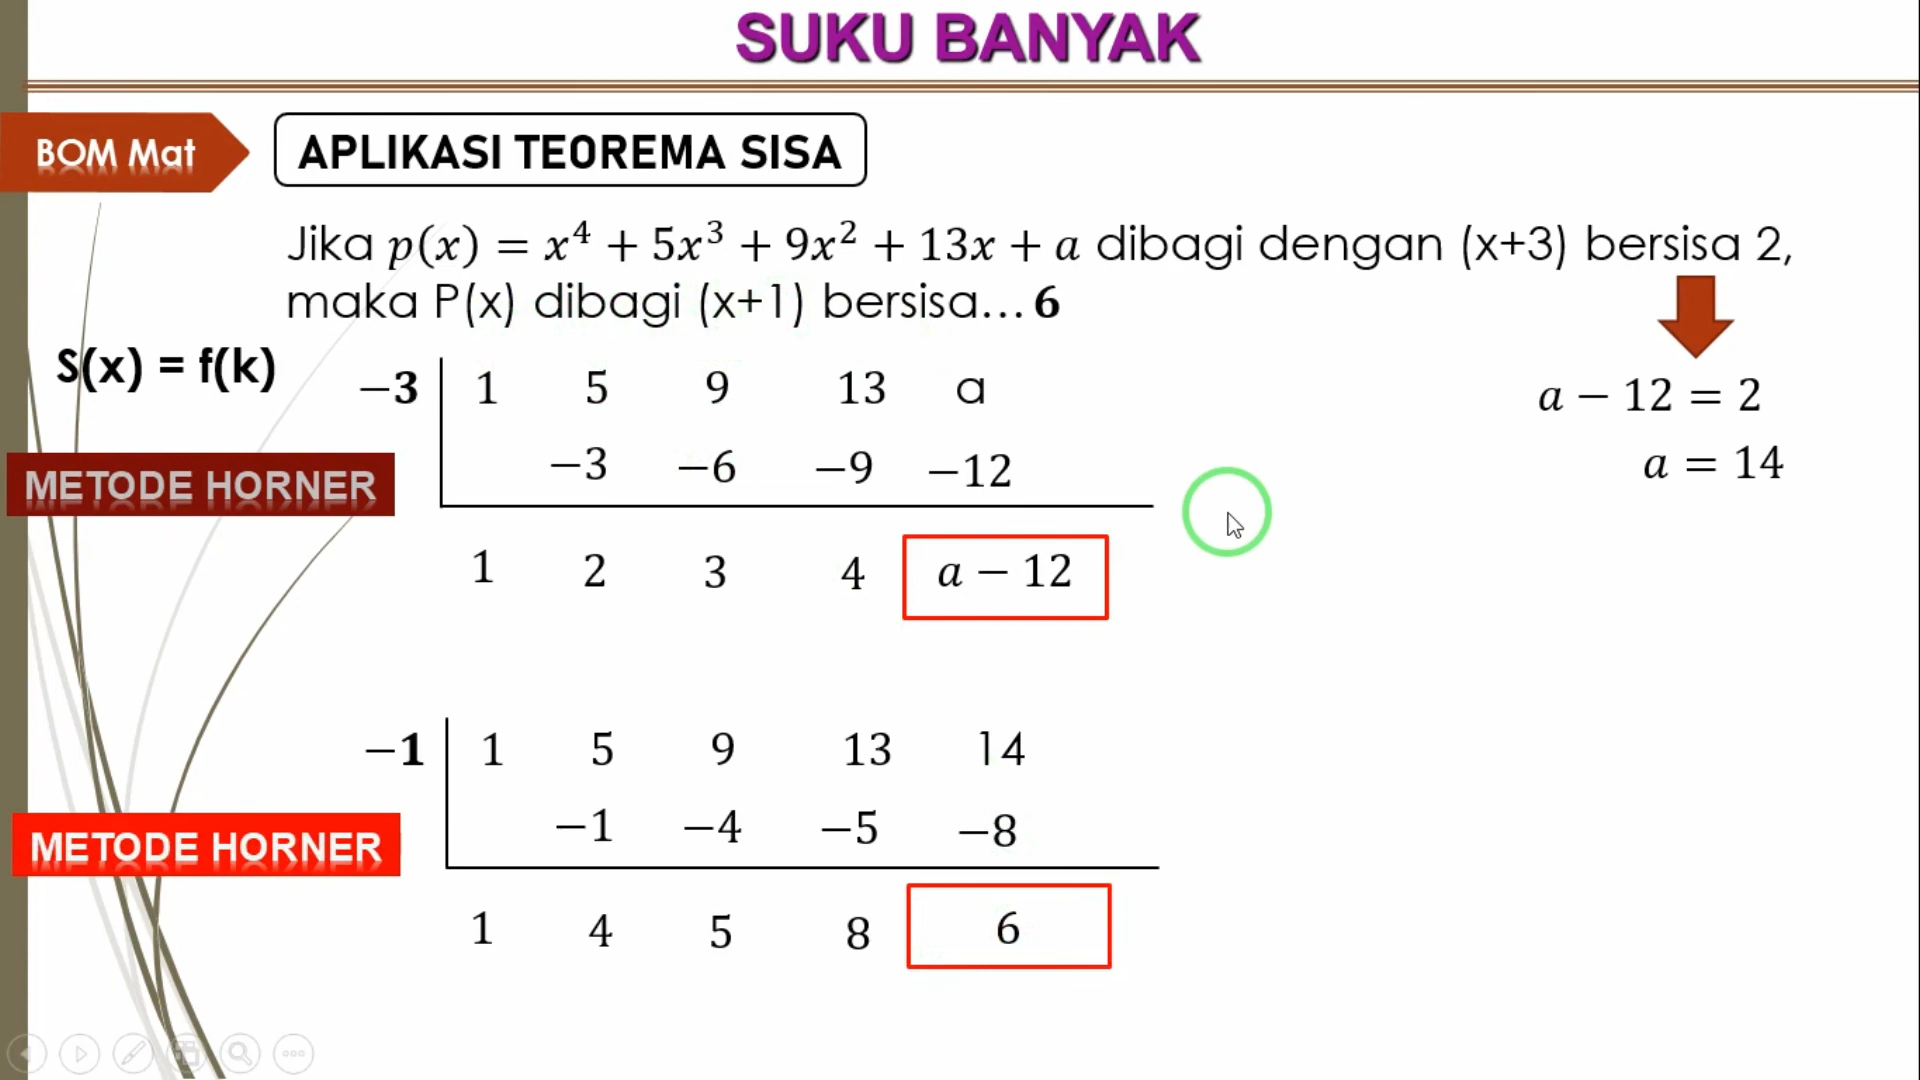 SUKU BANYAK
BOM Mat
APLIKASI TEOREMA SISA
Jika p(x) = x⁴ + 5x³ + 9x² + 13x + a dibagi dengan (x+3) bersisa 2,
maka P(x) dibagi (x+1) bersisa... 6
S(x) = f(k)
−3 1 5 9 13 a
−3 −6 −9 −12
METODE HORNER
1 2 3 4 a − 12
a − 12 = 2
a = 14
−1 1 5 9 13 14
−1 −4 −5 −8
METODE HORNER
1 4 5 8 6